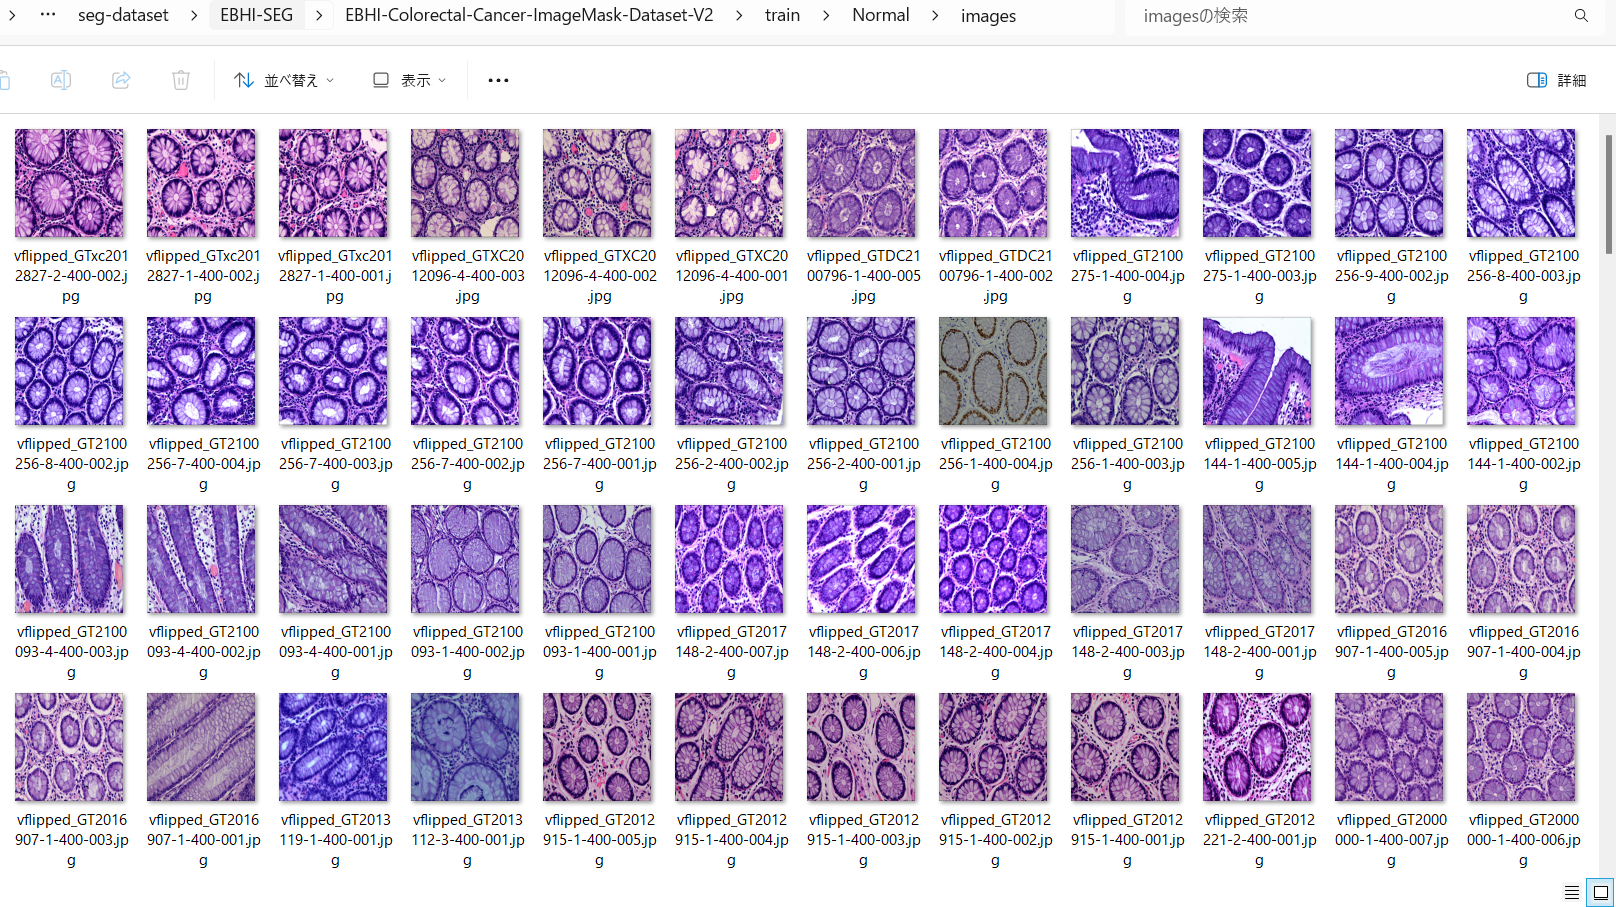 seg-dataset > EBHI-SEG > EBHI-Colorectal-Cancer-ImageMask-Dataset-V2 > train > Normal > images
imagesの検索
並べ替え
表示
詳細
vflipped_GTxc2012827-2-400-002.jpg
vflipped_GTxc2012827-1-400-002.jpg
vflipped_GTxc2012827-1-400-001.jpg
vflipped_GTXC2012096-4-400-003.jpg
vflipped_GTXC2012096-4-400-002.jpg
vflipped_GTXC2012096-4-400-001.jpg
vflipped_GTDC2100796-1-400-005.jpg
vflipped_GTDC2100796-1-400-002.jpg
vflipped_GT2100275-1-400-004.jpg
vflipped_GT2100275-1-400-003.jpg
vflipped_GT2100256-9-400-002.jpg
vflipped_GT2100256-8-400-003.jpg
vflipped_GT2100256-8-400-002.jpg
vflipped_GT2100256-7-400-004.jpg
vflipped_GT2100256-7-400-003.jpg
vflipped_GT2100256-7-400-002.jpg
vflipped_GT2100256-7-400-001.jpg
vflipped_GT2100256-2-400-002.jpg
vflipped_GT2100256-2-400-001.jpg
vflipped_GT2100256-1-400-004.jpg
vflipped_GT2100256-1-400-003.jpg
vflipped_GT2100144-1-400-005.jpg
vflipped_GT2100144-1-400-004.jpg
vflipped_GT2100144-1-400-002.jpg
vflipped_GT2100093-4-400-003.jpg
vflipped_GT2100093-4-400-002.jpg
vflipped_GT2100093-4-400-001.jpg
vflipped_GT2100093-1-400-002.jpg
vflipped_GT2100093-1-400-001.jpg
vflipped_GT2017148-2-400-007.jpg
vflipped_GT2017148-2-400-006.jpg
vflipped_GT2017148-2-400-004.jpg
vflipped_GT2017148-2-400-003.jpg
vflipped_GT2017148-2-400-001.jpg
vflipped_GT2016907-1-400-005.jpg
vflipped_GT2016907-1-400-004.jpg
vflipped_GT2016907-1-400-003.jpg
vflipped_GT2016907-1-400-001.jpg
vflipped_GT2013119-1-400-001.jpg
vflipped_GT2013112-3-400-001.jpg
vflipped_GT2012915-1-400-005.jpg
vflipped_GT2012915-1-400-004.jpg
vflipped_GT2012915-1-400-003.jpg
vflipped_GT2012915-1-400-002.jpg
vflipped_GT2012915-1-400-001.jpg
vflipped_GT2012221-2-400-001.jpg
vflipped_GT2000000-1-400-007.jpg
vflipped_GT2000000-1-400-006.jpg